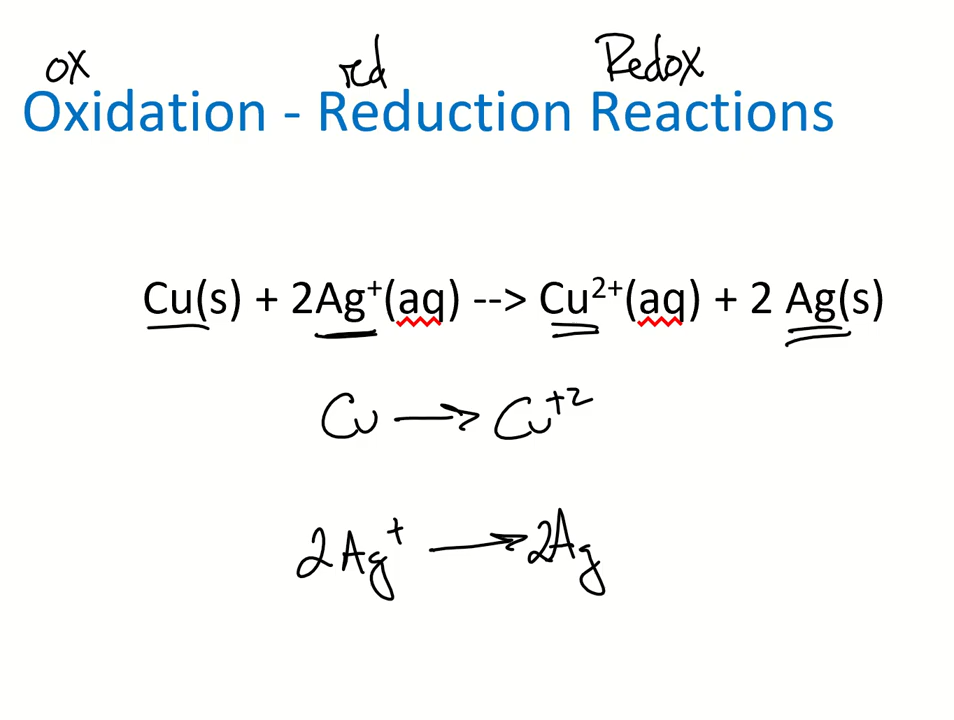 ox red Redox
Oxidation - Reduction Reactions
Cu(s) + 2Ag⁺(aq) --> Cu²⁺(aq) + 2 Ag(s)
Cu → Cu⁺²
2Ag⁺ → 2Ag